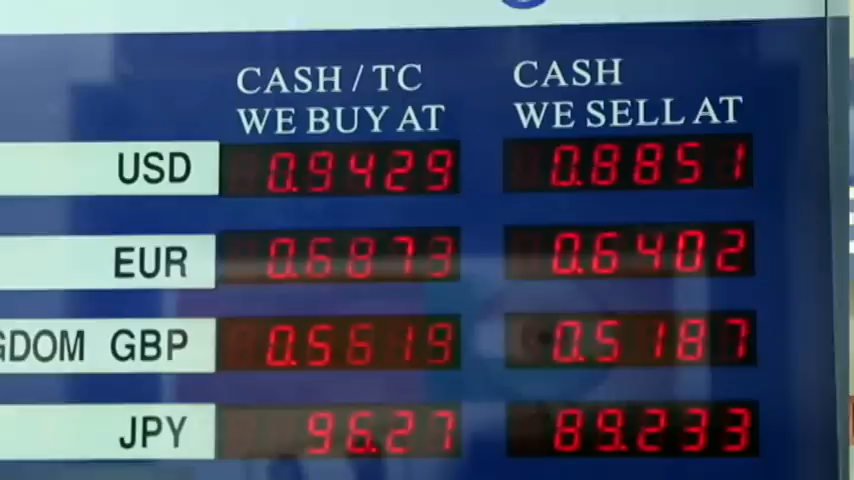 CASH / TC CASH
WE BUY AT WE SELL AT
USD 0.9429 0.8851
EUR 0.6873 0.6402
GDOM GBP 0.5619 0.5187
JPY 96.27 89.233